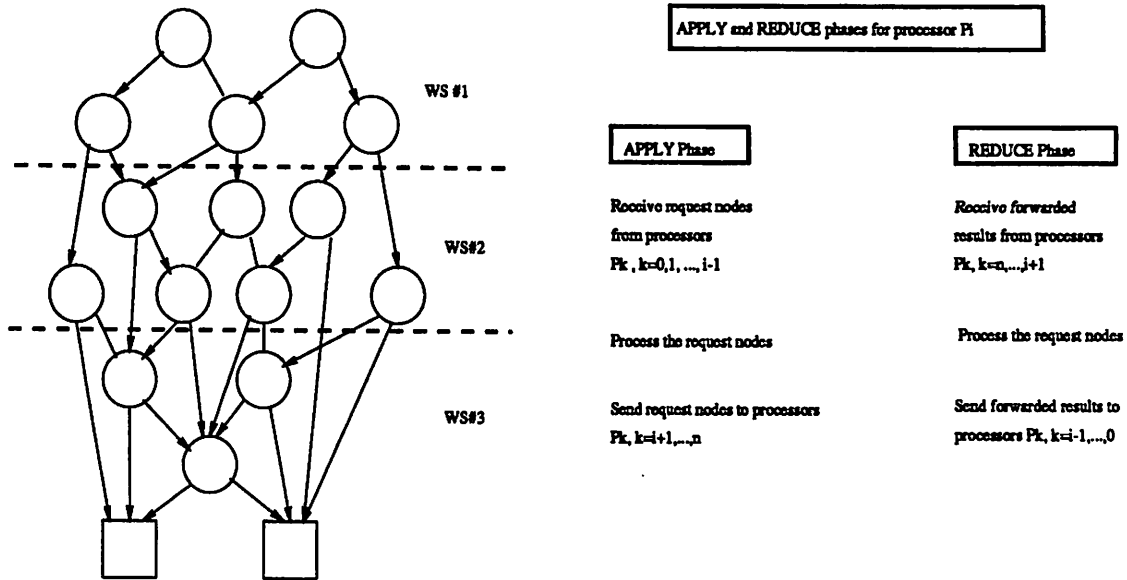 APPLY and REDUCE phases for processor Pi
WS #1
WS#2
WS#3
APPLY Phase
Receive request nodes
from processors
Pk , k=0,1, ..., i-1
Process the request nodes
Send request nodes to processors
Pk, k=i+1,...,n
REDUCE Phase
Receive forwarded
results from processors
Pk, k=n,...,i+1
Process the request nodes
Send forwarded results to
processors Pk, k=i-1,...,0